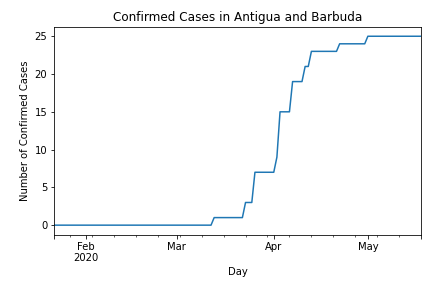 Confirmed Cases in Antigua and Barbuda
25
20
15
10
5
0
Number of Confirmed Cases
Feb Mar Apr May
2020
Day